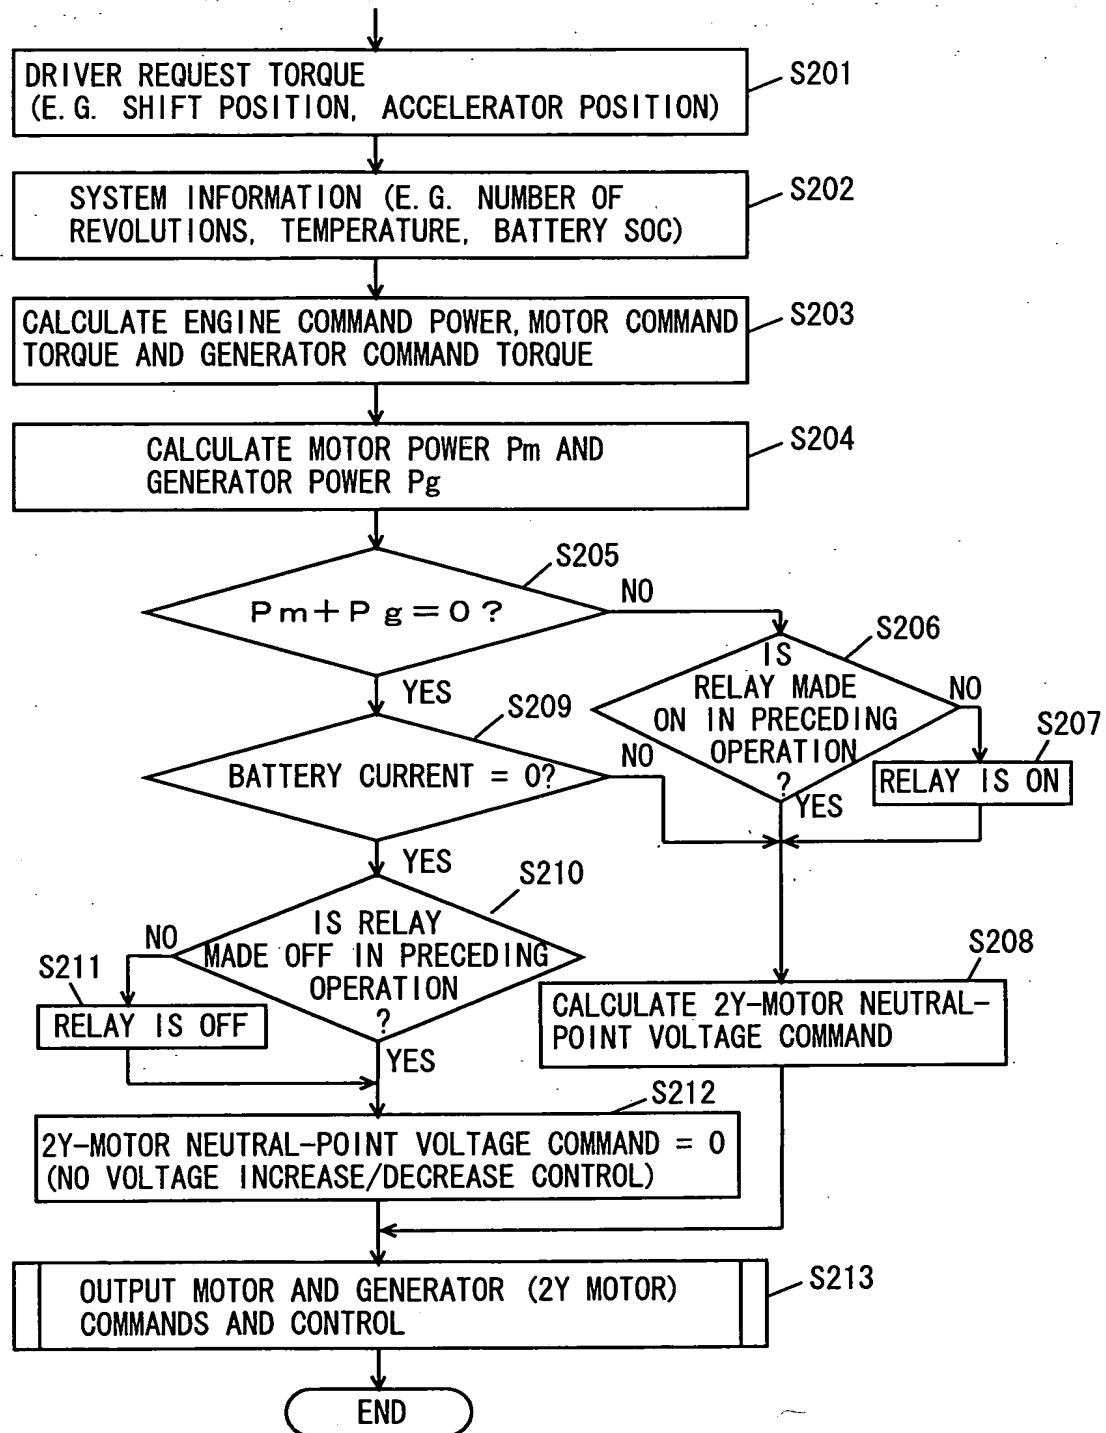 DRIVER REQUEST TORQUE
(E.G. SHIFT POSITION, ACCELERATOR POSITION)
S201
SYSTEM INFORMATION (E.G. NUMBER OF
REVOLUTIONS, TEMPERATURE, BATTERY SOC)
S202
CALCULATE ENGINE COMMAND POWER, MOTOR COMMAND
TORQUE AND GENERATOR COMMAND TORQUE
S203
CALCULATE MOTOR POWER Pm AND
GENERATOR POWER Pg
S204
Pm+Pg=0?
S205
NO
YES
IS
RELAY MADE
ON IN PRECEDING
OPERATION
?
S206
NO
YES
S207
RELAY IS ON
BATTERY CURRENT = 0?
S209
NO
YES
IS RELAY
MADE OFF IN PRECEDING
OPERATION
?
S210
NO
YES
S211
RELAY IS OFF
S208
CALCULATE 2Y-MOTOR NEUTRAL-
POINT VOLTAGE COMMAND
S212
2Y-MOTOR NEUTRAL-POINT VOLTAGE COMMAND = 0
(NO VOLTAGE INCREASE/DECREASE CONTROL)
OUTPUT MOTOR AND GENERATOR (2Y MOTOR)
COMMANDS AND CONTROL
S213
END